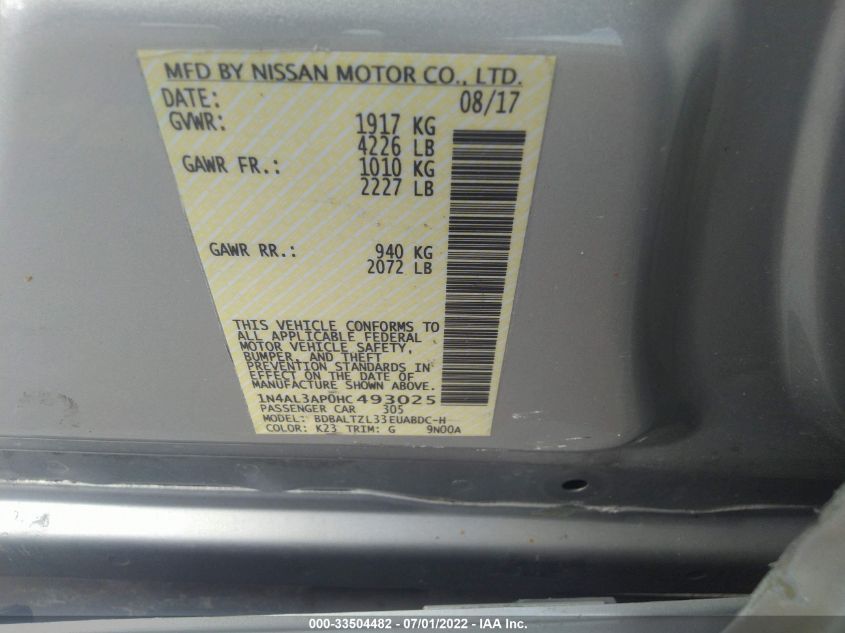 MFD BY NISSAN MOTOR CO., LTD.
DATE: 08/17
GVWR: 1917 KG
4226 LB
GAWR FR.: 1010 KG
2227 LB
GAWR RR.: 940 KG
2072 LB
THIS VEHICLE CONFORMS TO
ALL APPLICABLE FEDERAL
MOTOR VEHICLE SAFETY,
BUMPER, AND THEFT
PREVENTION STANDARDS IN
EFFECT ON THE DATE OF
MANUFACTURE SHOWN ABOVE.
1N4AL3AP0HC493025
PASSENGER CAR 305
MODEL: BDBALTZL33EUABDC-H
COLOR: K23 TRIM: G 9N00A
000-33504482 - 07/01/2022 - IAA Inc.